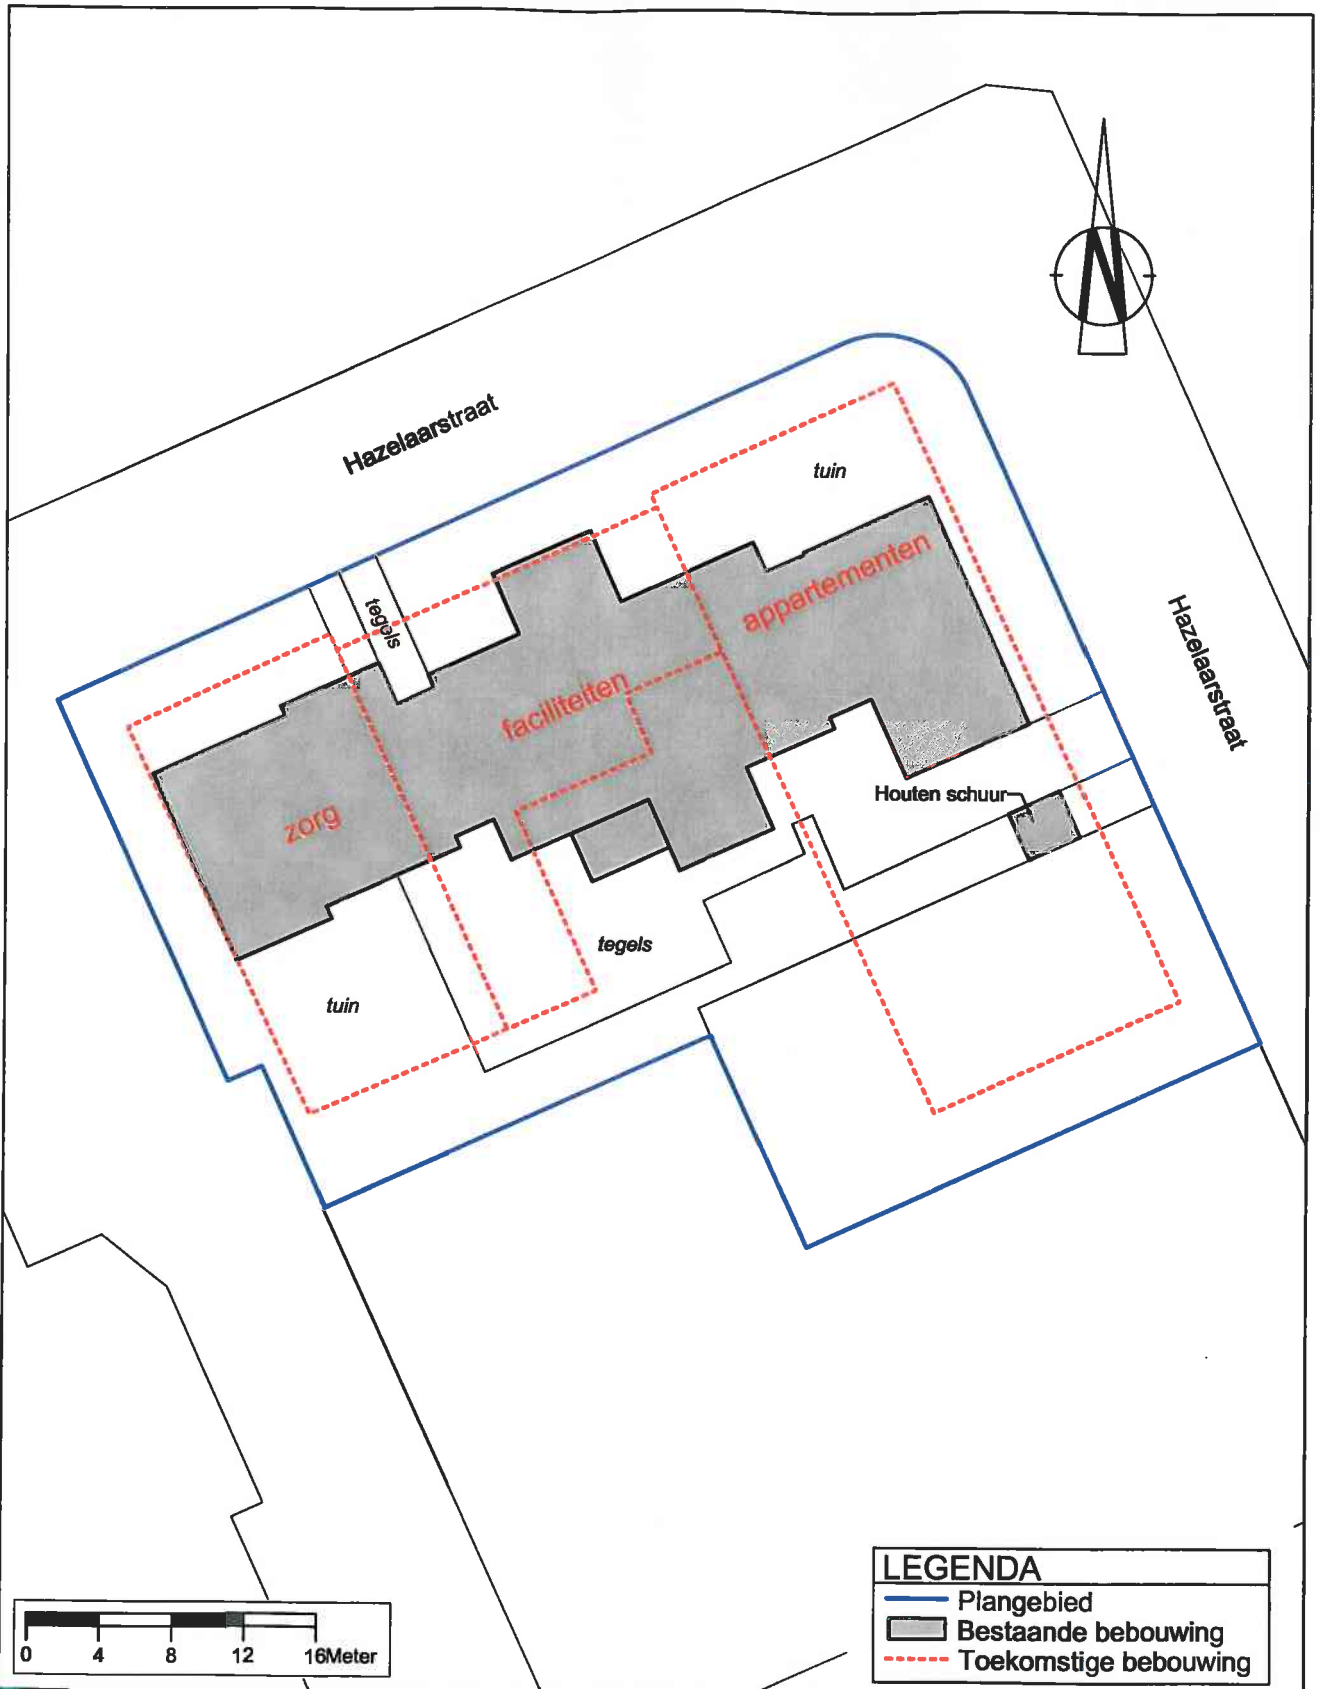 N
Hazelaarstraat
tuin
tegels
appartementen
Hazelaarstraat
faciliteiten
zorg
Houten schuur
tegels
tuin
LEGENDA
Plangebied
Bestaande bebouwing
Toekomstige bebouwing
0 4 8 12 16Meter